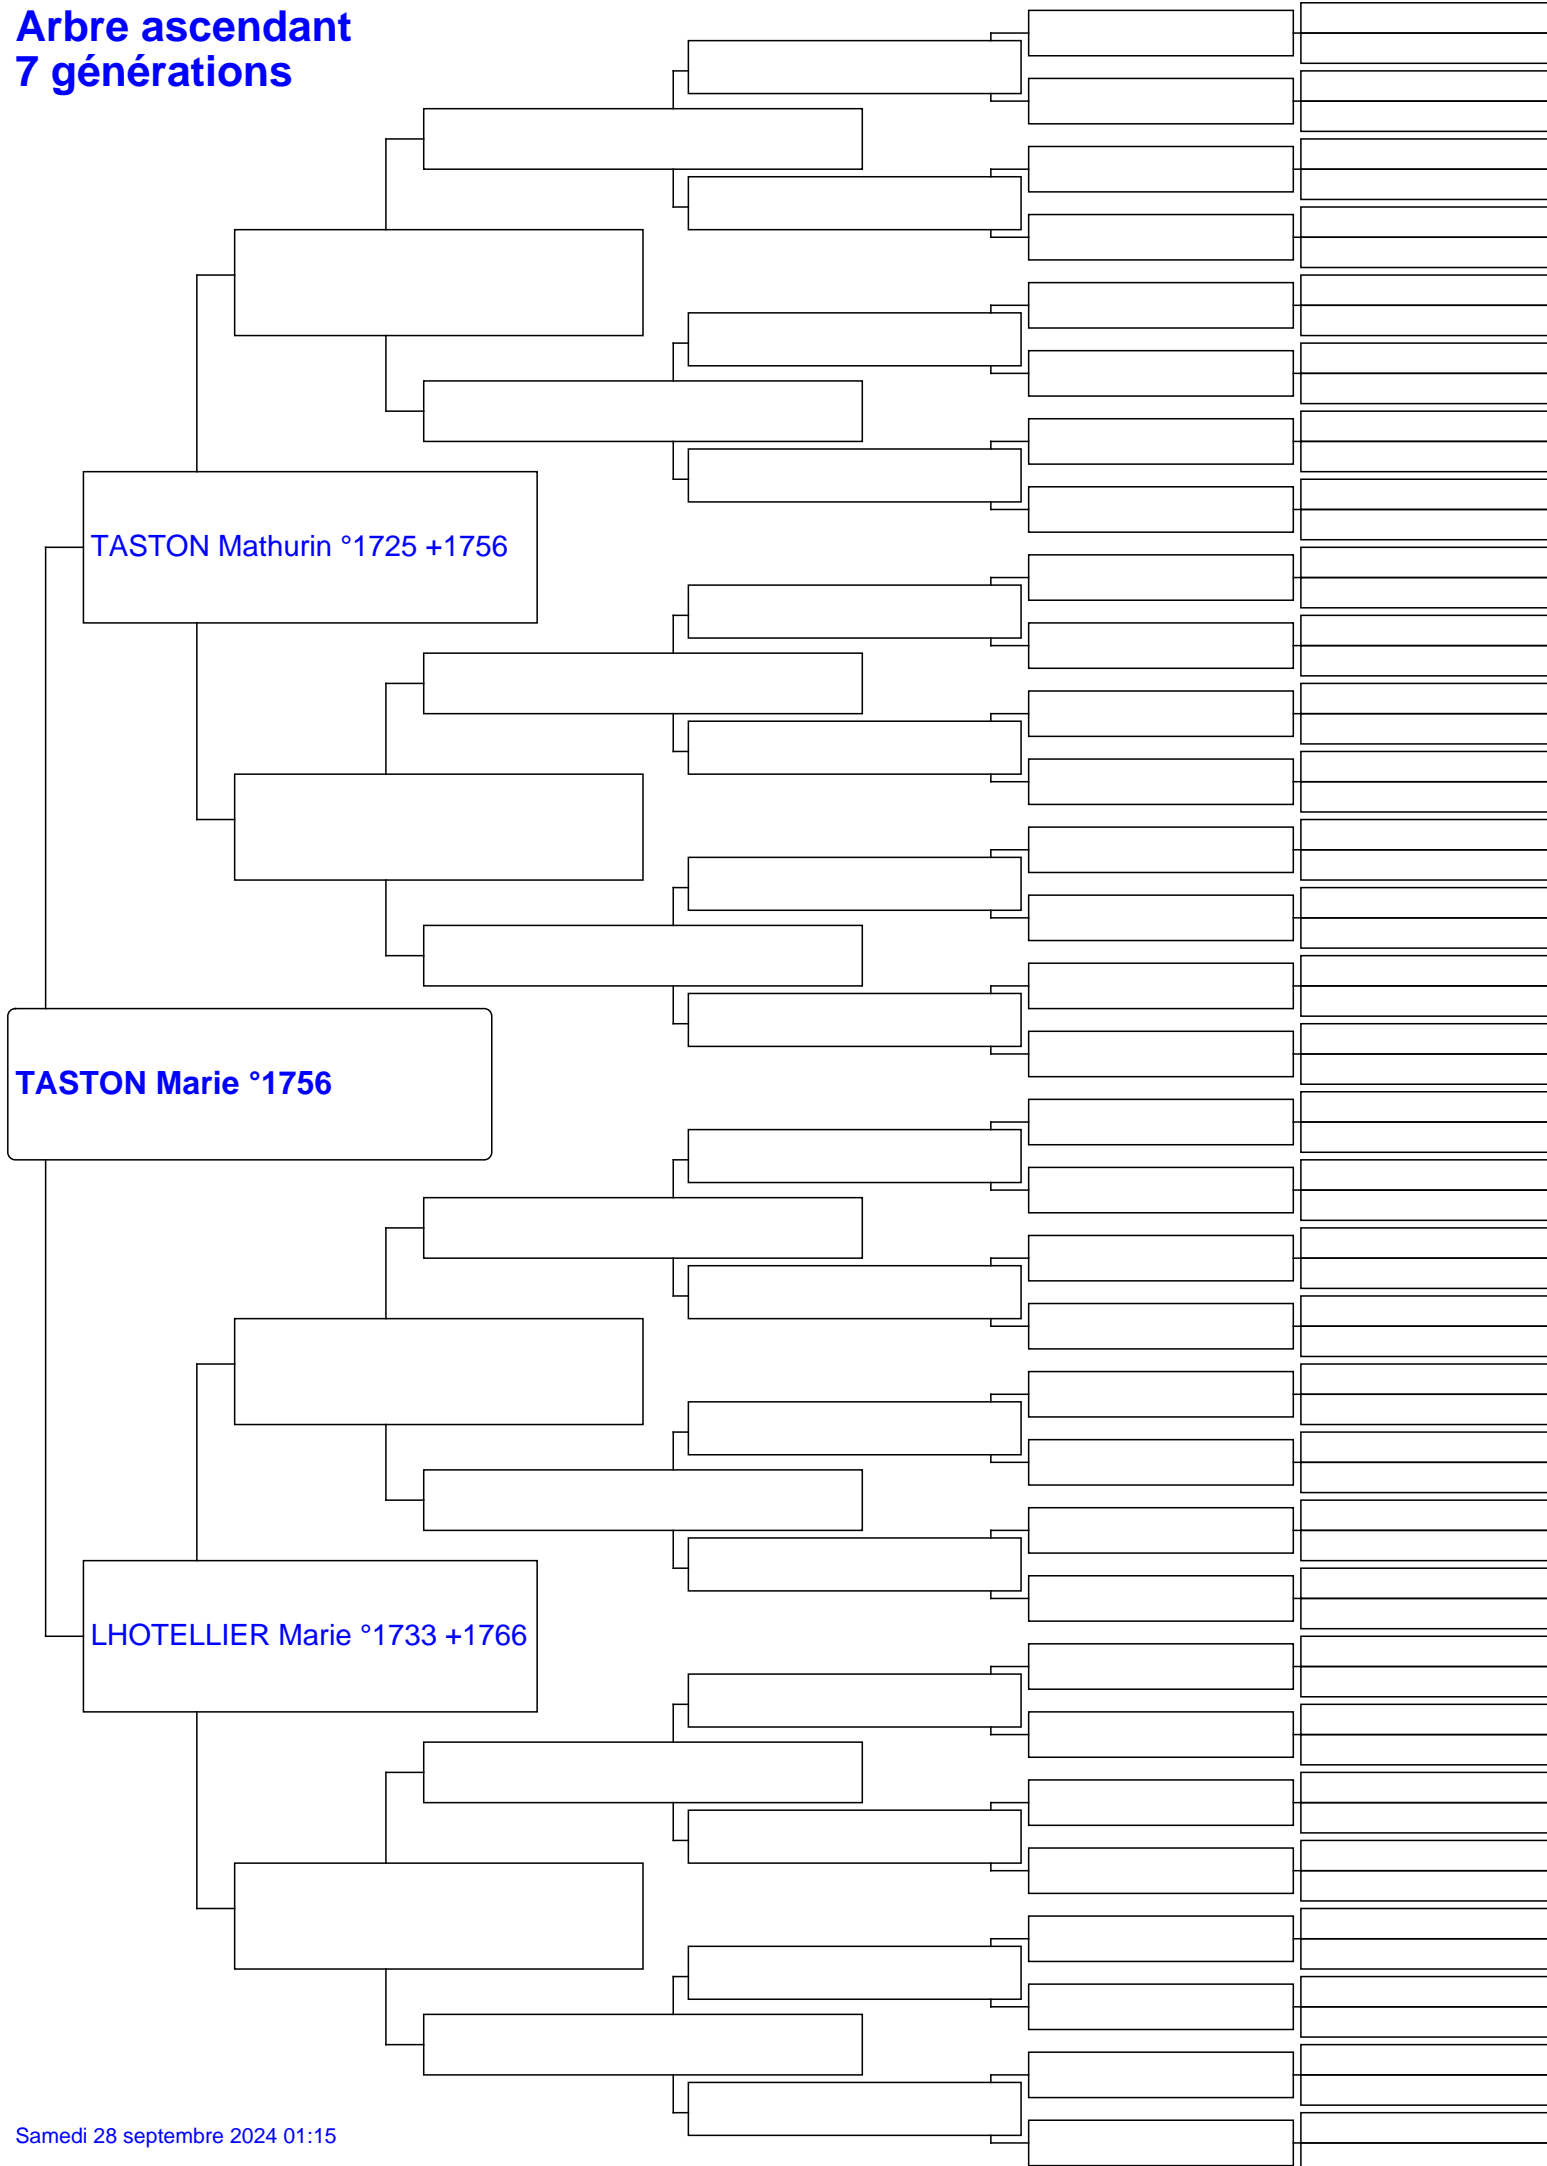 Arbre ascendant
7 générations
TASTON Mathurin °1725 +1756
TASTON Marie °1756
LHOTELLIER Marie °1733 +1766
Samedi 28 septembre 2024 01:15